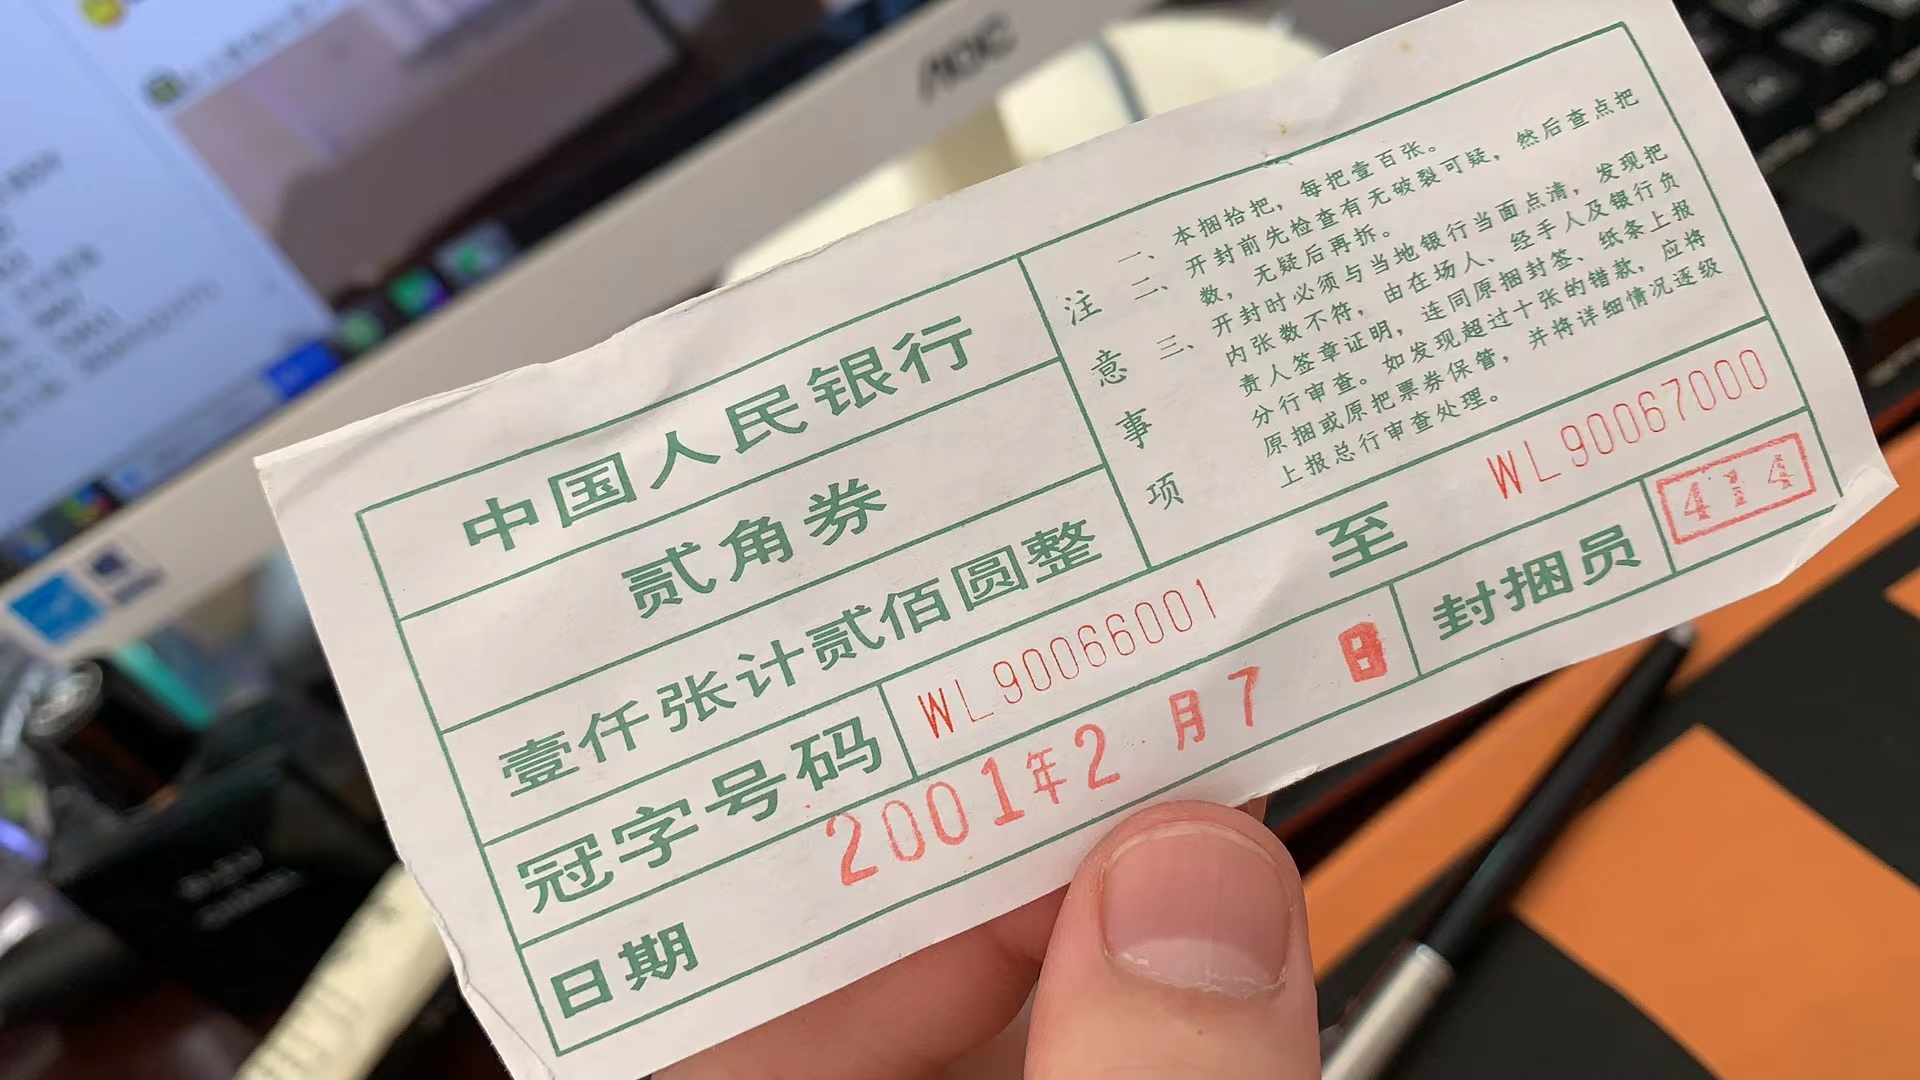 AOC
中国人民银行
贰角券
壹仟张计贰佰圆整
冠字号码 WL90066001 至 WL90067000
日期 2001年2月7日 封捆员 414
注意事项
一、本捆拾把，每把壹百张。
二、开封前先检查有无破裂可疑，然后查点把
数，无疑后再拆。
三、开封时必须与当地银行当面点清，发现把
内张数不符，由在场人、经手人及银行负
责人签章证明，连同原捆封签、纸条上报
分行审查。如发现超过十张的错款，应将
原捆或原把票券保管，并将详细情况逐级
上报总行审查处理。